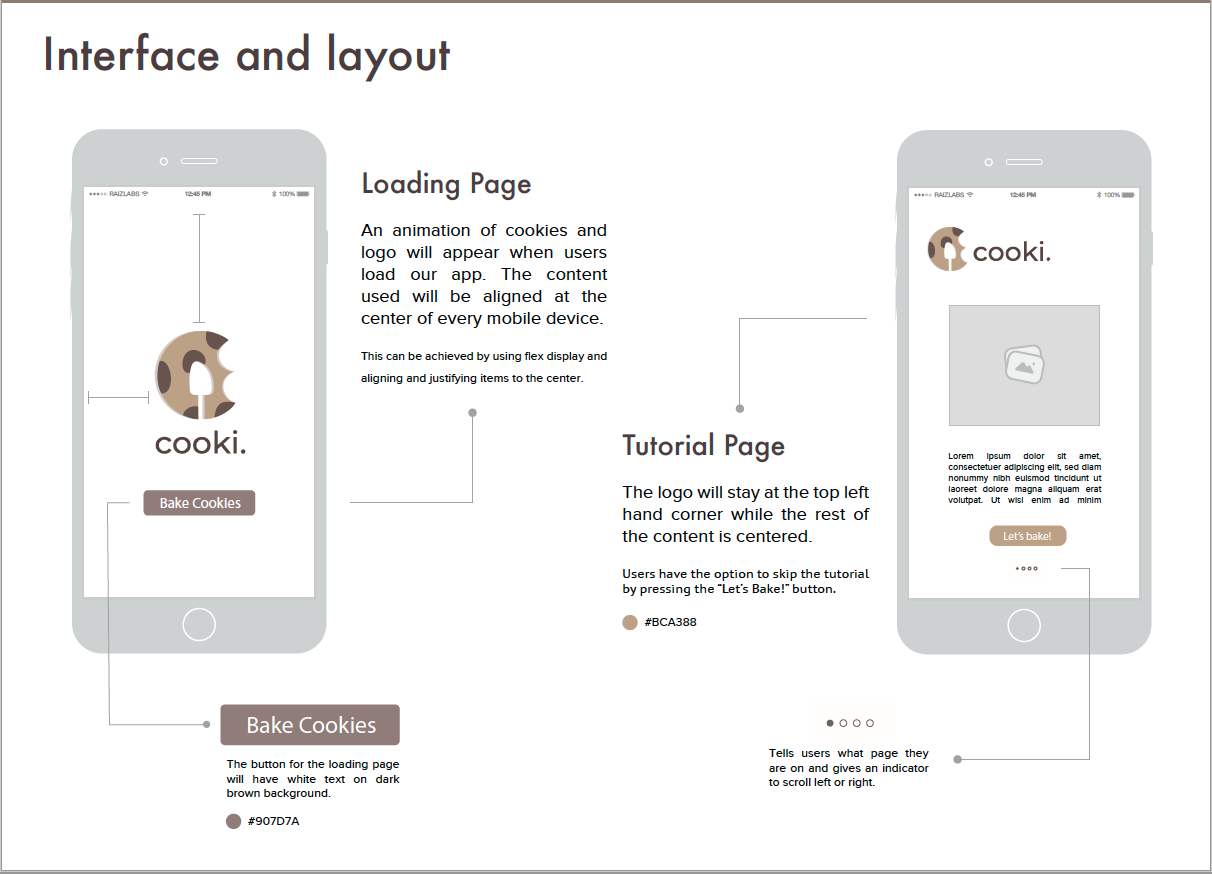 Interface and layout
RAIZLABS 12:45 PM 100%
cooki.
Bake Cookies
Loading Page
An animation of cookies and
logo will appear when users
load our app. The content
used will be aligned at the
center of every mobile device.
This can be achieved by using flex display and
aligning and justifying items to the center.
Bake Cookies
The button for the loading page
will have white text on dark
brown background.
#907D7A
Tutorial Page
The logo will stay at the top left
hand corner while the rest of
the content is centered.
Users have the option to skip the tutorial
by pressing the “Let’s Bake!” button.
#BCA388
RAIZLABS 12:45 PM 100%
cooki.
Lorem ipsum dolor sit amet,
consectetuer adipiscing elit, sed diam
nonummy nibh euismod tincidunt ut
laoreet dolore magna aliquam erat
volutpat. Ut wisi enim ad minim
Let’s bake!
Tells users what page they
are on and gives an indicator
to scroll left or right.